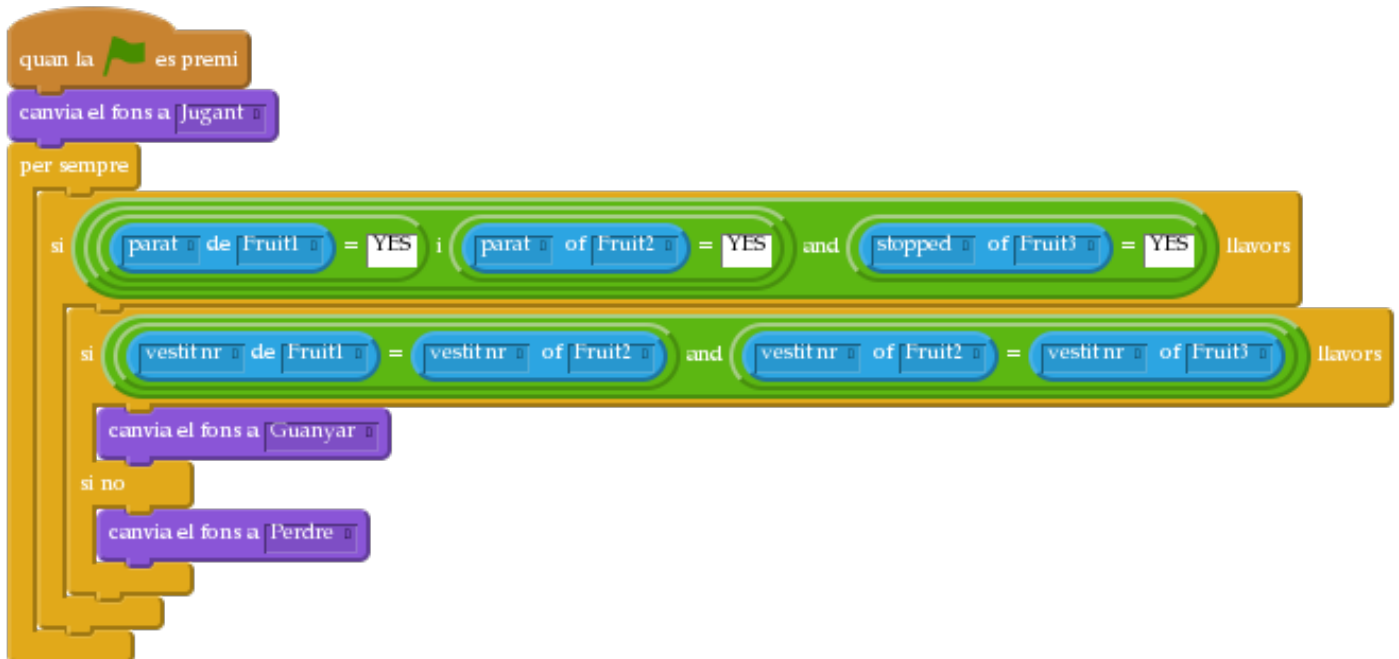 quan la es premi
canvia el fons a Jugant
per sempre
si parat de Fruit1 = YES i parat of Fruit2 = YES and stopped of Fruit3 = YES llavors
si vestit nr de Fruit1 = vestit nr of Fruit2 and vestit nr of Fruit2 = vestit nr of Fruit3 llavors
canvia el fons a Guanyar
si no
canvia el fons a Perdre